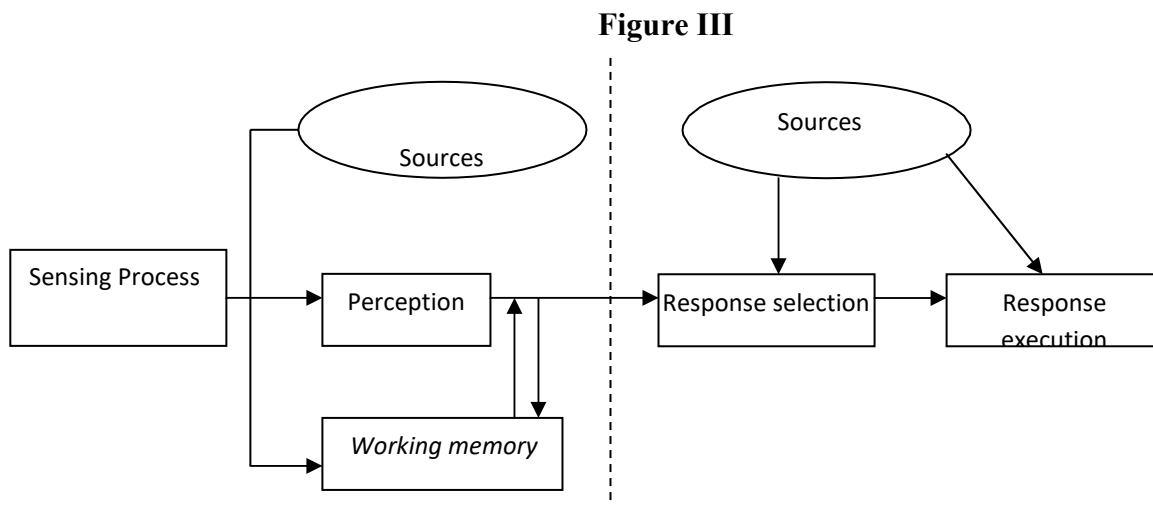 Figure III
Sources
Sources
Sensing Process
Perception
Response selection
Response
execution
Working memory